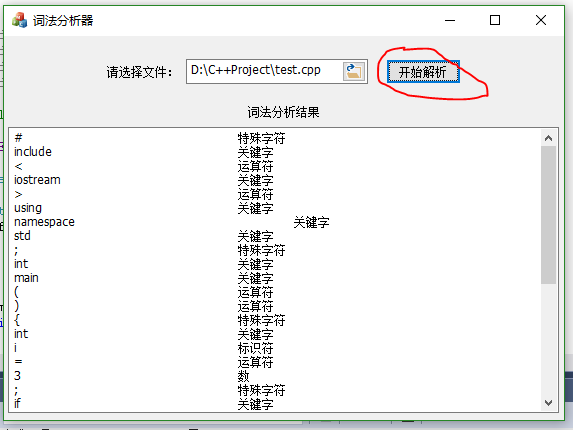 词法分析器
请选择文件： D:\C++Project\test.cpp 开始解析
词法分析结果
# 特殊字符
include 关键字
< 运算符
iostream 关键字
> 运算符
using 关键字
namespace 关键字
std 关键字
; 特殊字符
int 关键字
main 关键字
( 运算符
) 运算符
{ 特殊字符
int 关键字
i 标识符
= 运算符
3 数
; 特殊字符
if 关键字